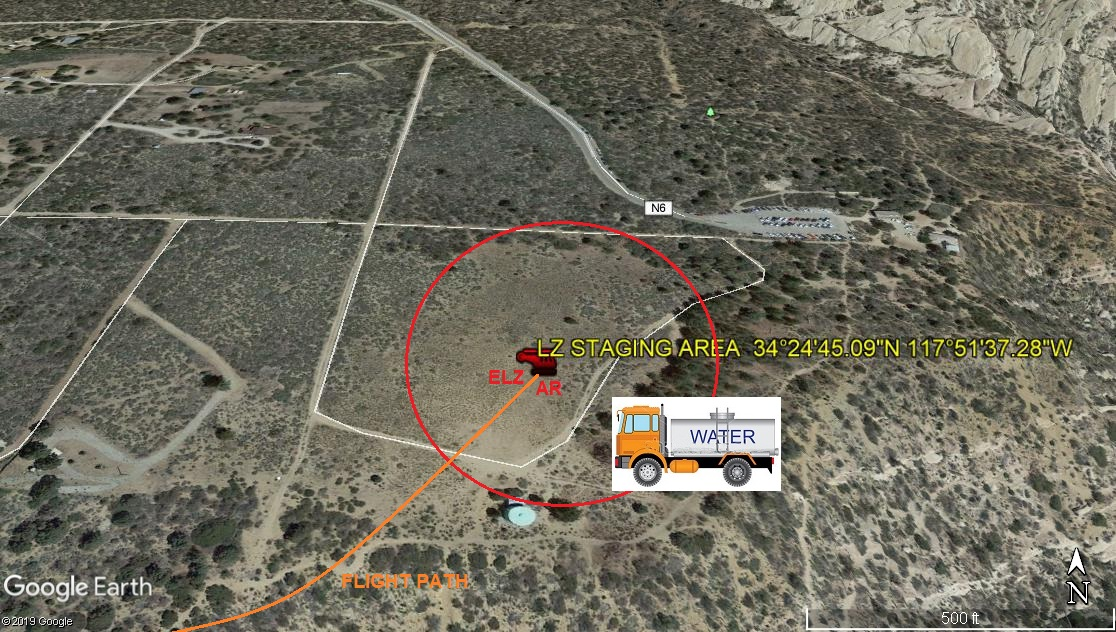 N6
LZ STAGING AREA 34°24'45.09"N 117°51'37.28"W
ELZ
AR
WATER
FLIGHT PATH
Google Earth
N
©2019 Google
500 ft